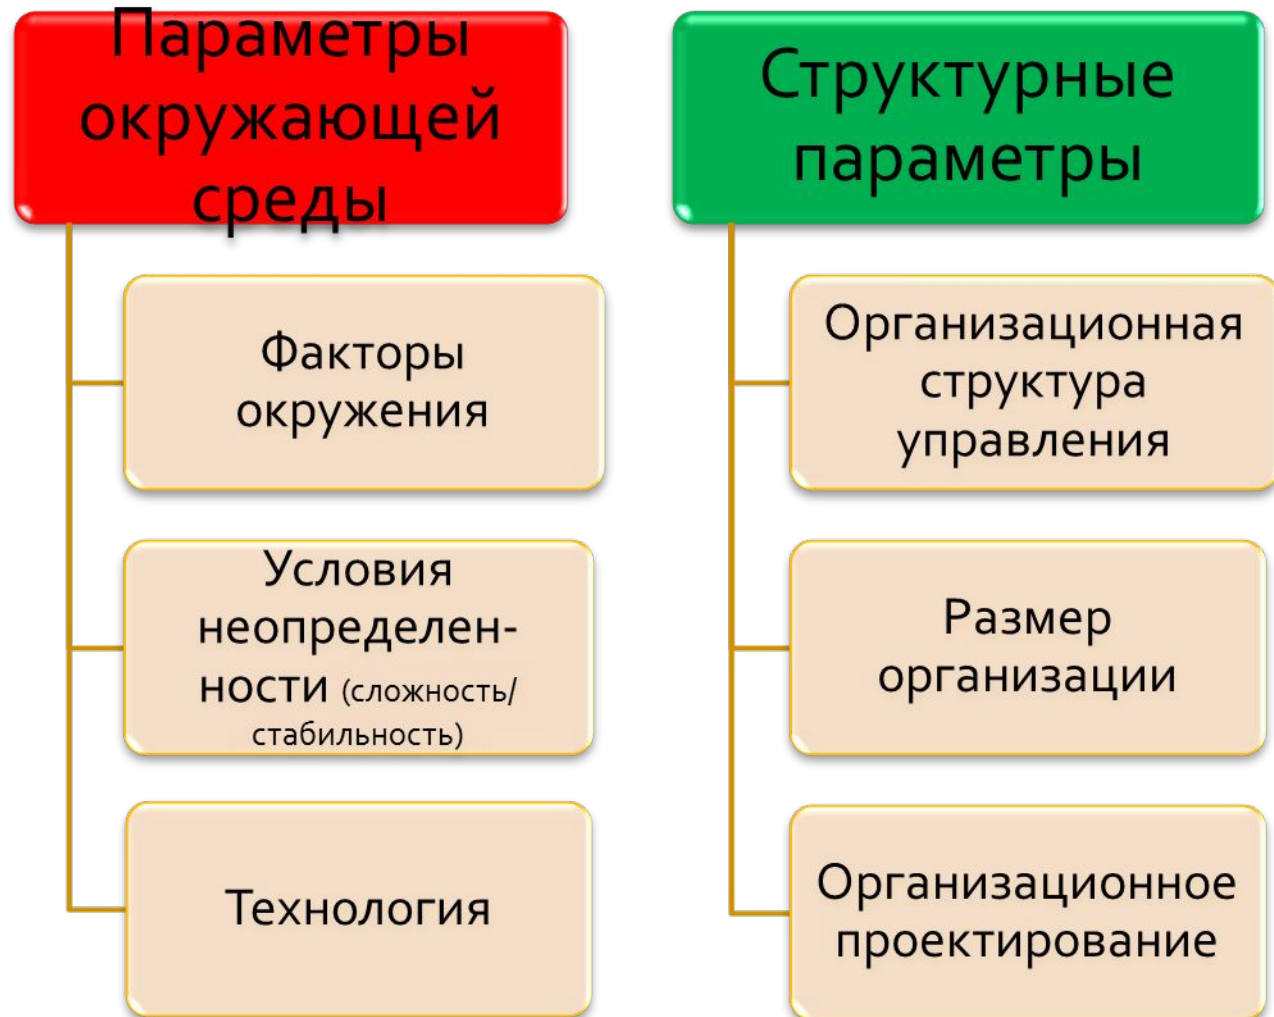 Параметры
окружающей
среды
Факторы
окружения
Условия
неопределен-
ности (сложность/
стабильность)
Технология
Структурные
параметры
Организационная
структура
управления
Размер
организации
Организационное
проектирование